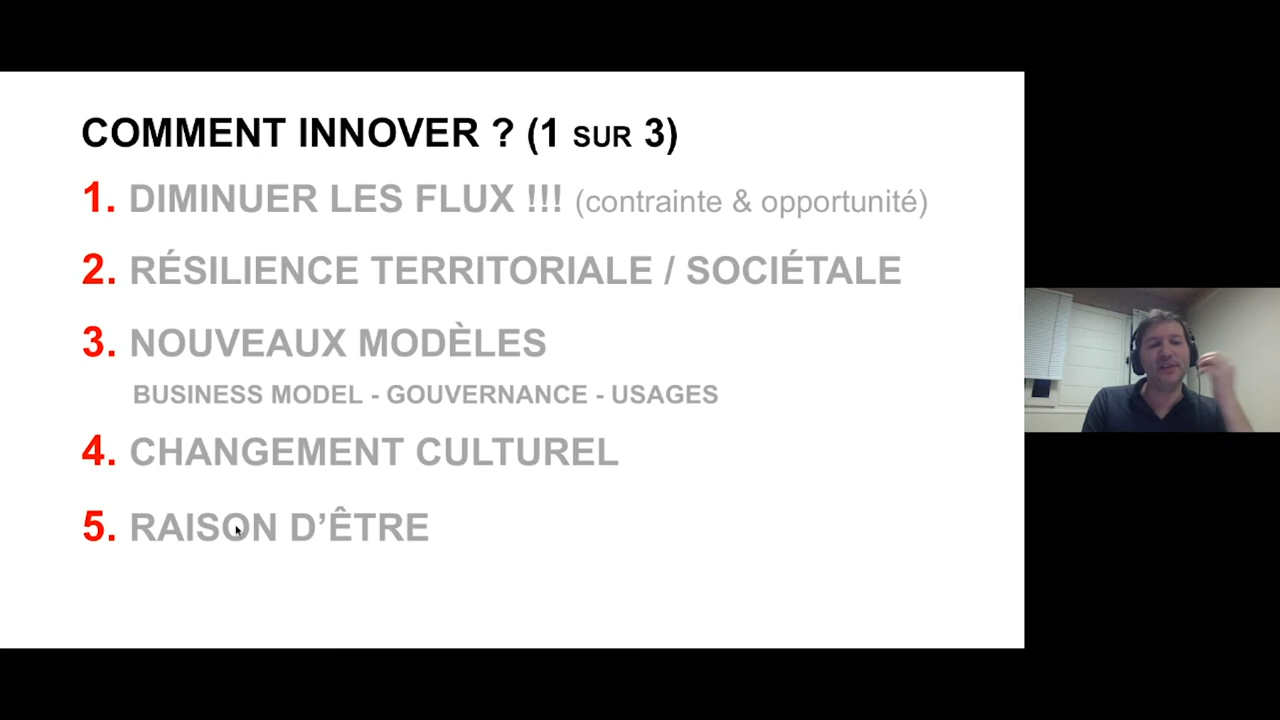 COMMENT INNOVER ? (1 SUR 3)
1. DIMINUER LES FLUX !!! (contrainte & opportunité)
2. RÉSILIENCE TERRITORIALE / SOCIÉTALE
3. NOUVEAUX MODÈLES
BUSINESS MODEL - GOUVERNANCE - USAGES
4. CHANGEMENT CULTUREL
5. RAISON D’ÊTRE